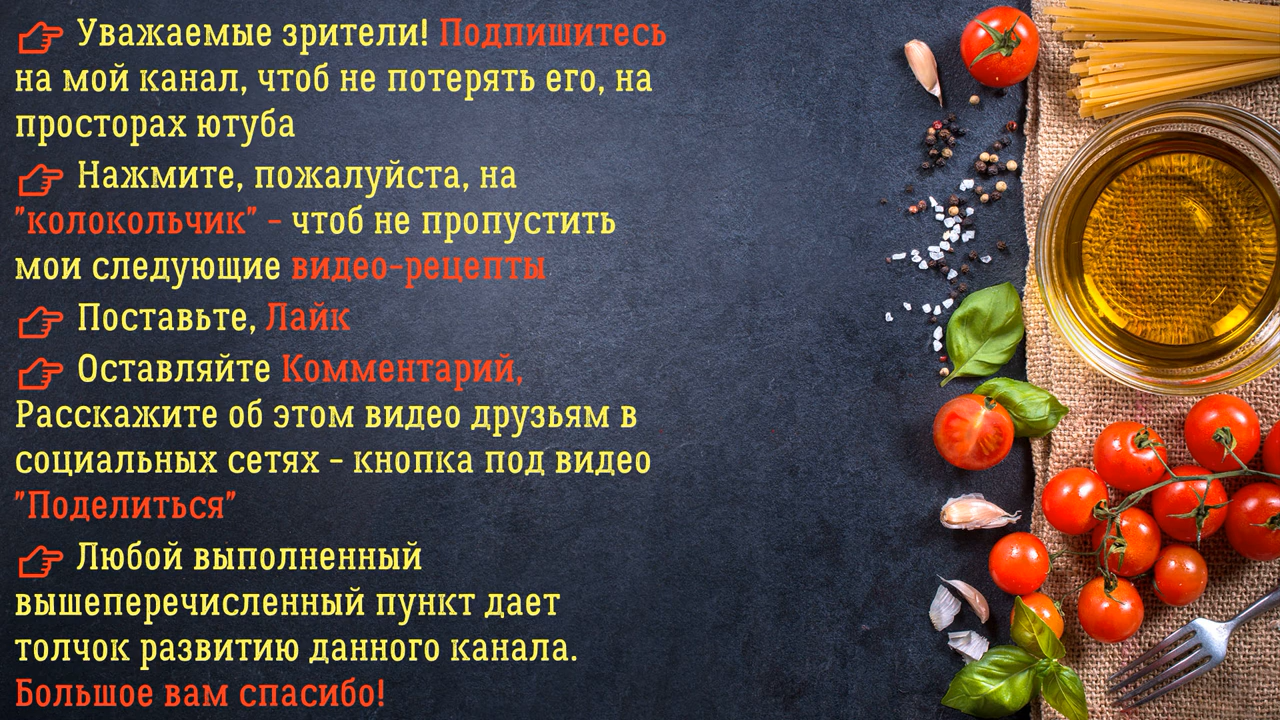 👉 Уважаемые зрители! Подпишитесь
на мой канал, чтоб не потерять его, на
просторах ютуба
👉 Нажмите, пожалуйста, на
"колокольчик" - чтоб не пропустить
мои следующие видео-рецепты
👉 Поставьте, Лайк
👉 Оставляйте Комментарий,
Расскажите об этом видео друзьям в
социальных сетях - кнопка под видео
"Поделиться"
👉 Любой выполненный
вышеперечисленный пункт дает
толчок развитию данного канала.
Большое вам спасибо!